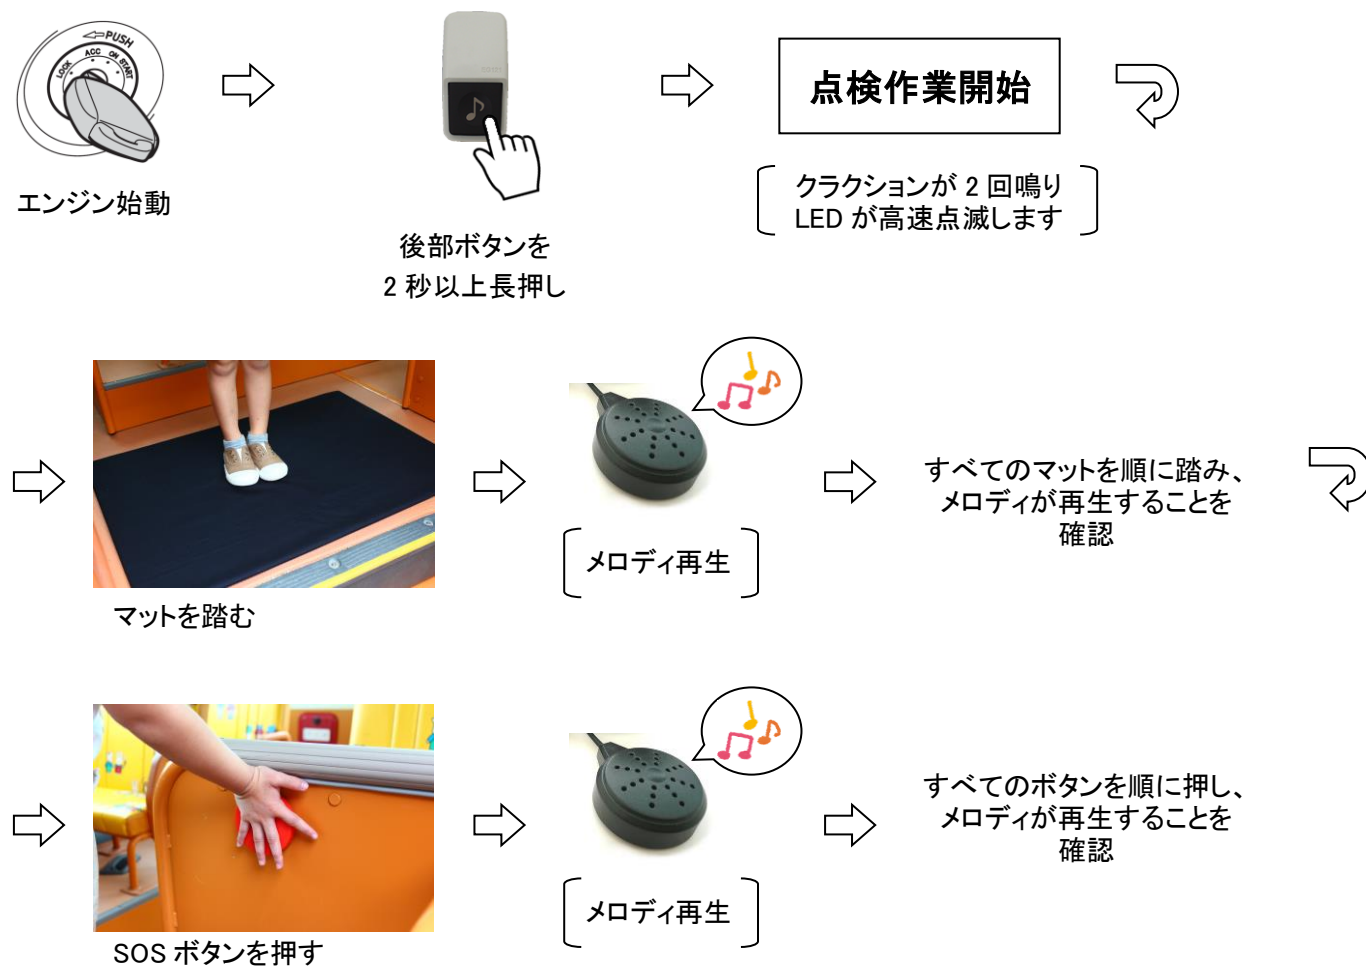 PUSH
LOCK ACC ON START
エンジン始動
後部ボタンを
2 秒以上長押し
点検作業開始
クラクションが 2 回鳴り
LED が高速点滅します
マットを踏む
メロディ再生
すべてのマットを順に踏み、
メロディが再生することを
確認
SOS ボタンを押す
メロディ再生
すべてのボタンを順に押し、
メロディが再生することを
確認